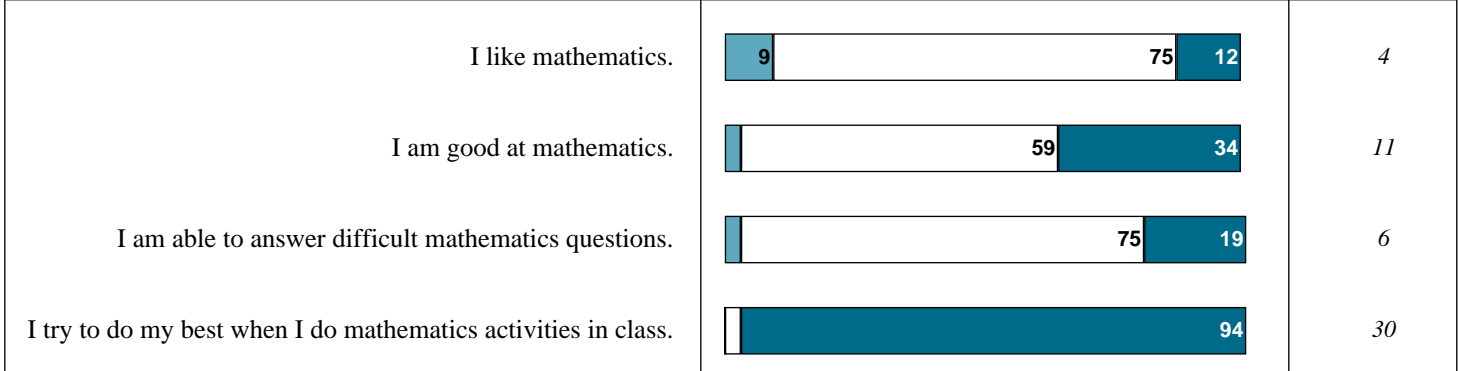 I like mathematics. 9 75 12 4
I am good at mathematics. 59 34 11
I am able to answer difficult mathematics questions. 75 19 6
I try to do my best when I do mathematics activities in class. 94 30